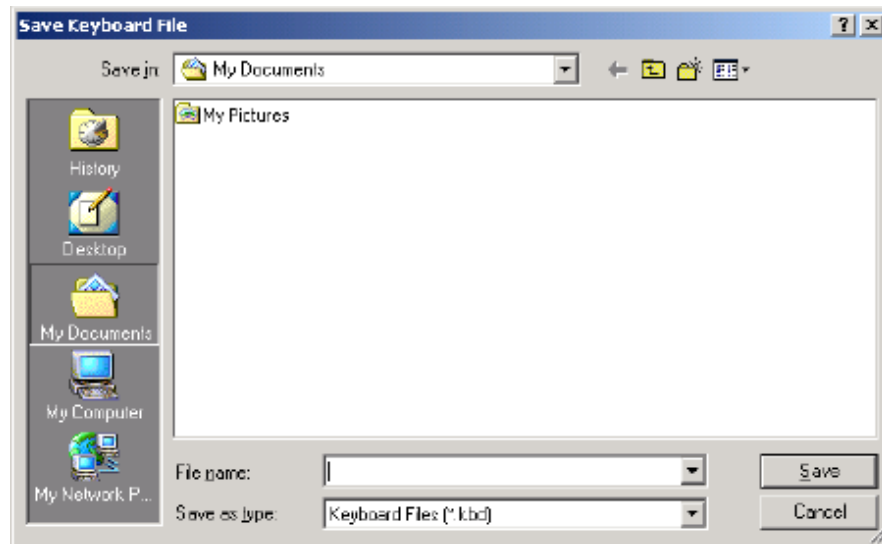 Save Keyboard File
Save in: My Documents
My Pictures
History
Desktop
My Documents
My Computer
My Network P...
File name:
Save
Save as type: Keyboard Files (*.kbd)
Cancel